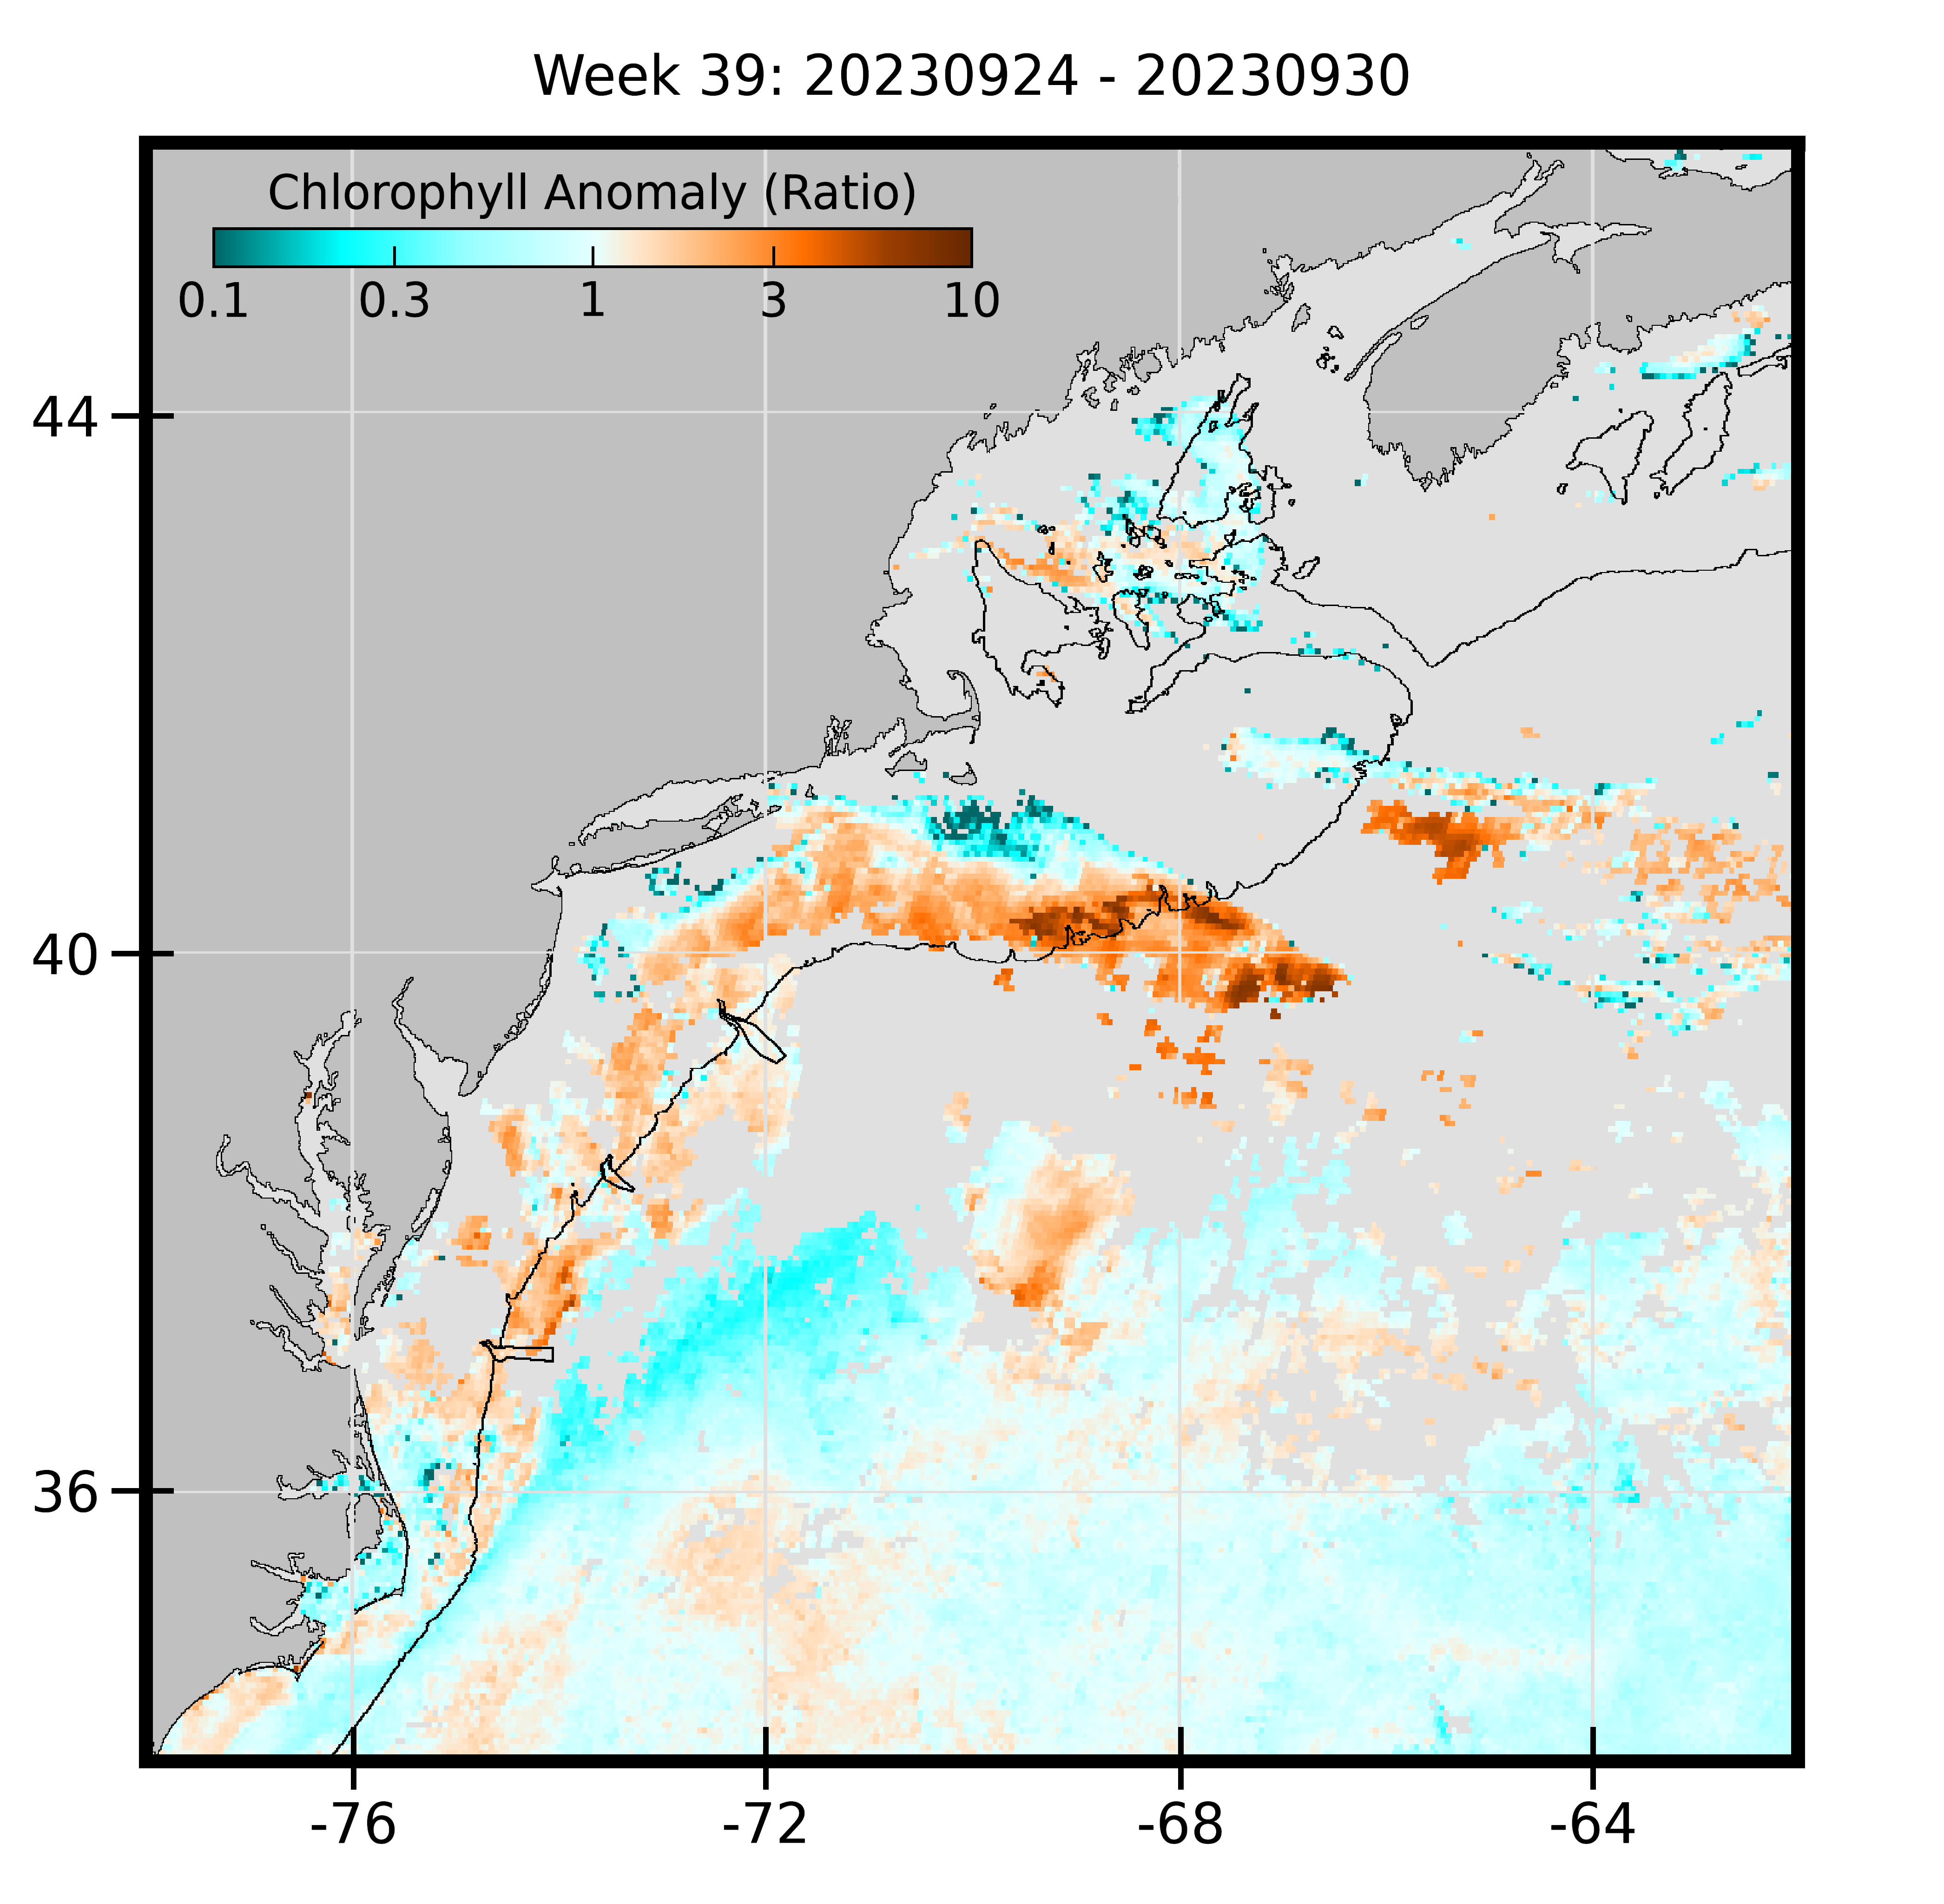 Week 39: 20230924 - 20230930
Chlorophyll Anomaly (Ratio)
0.1 0.3 1 3 10
44
40
36
-76 -72 -68 -64